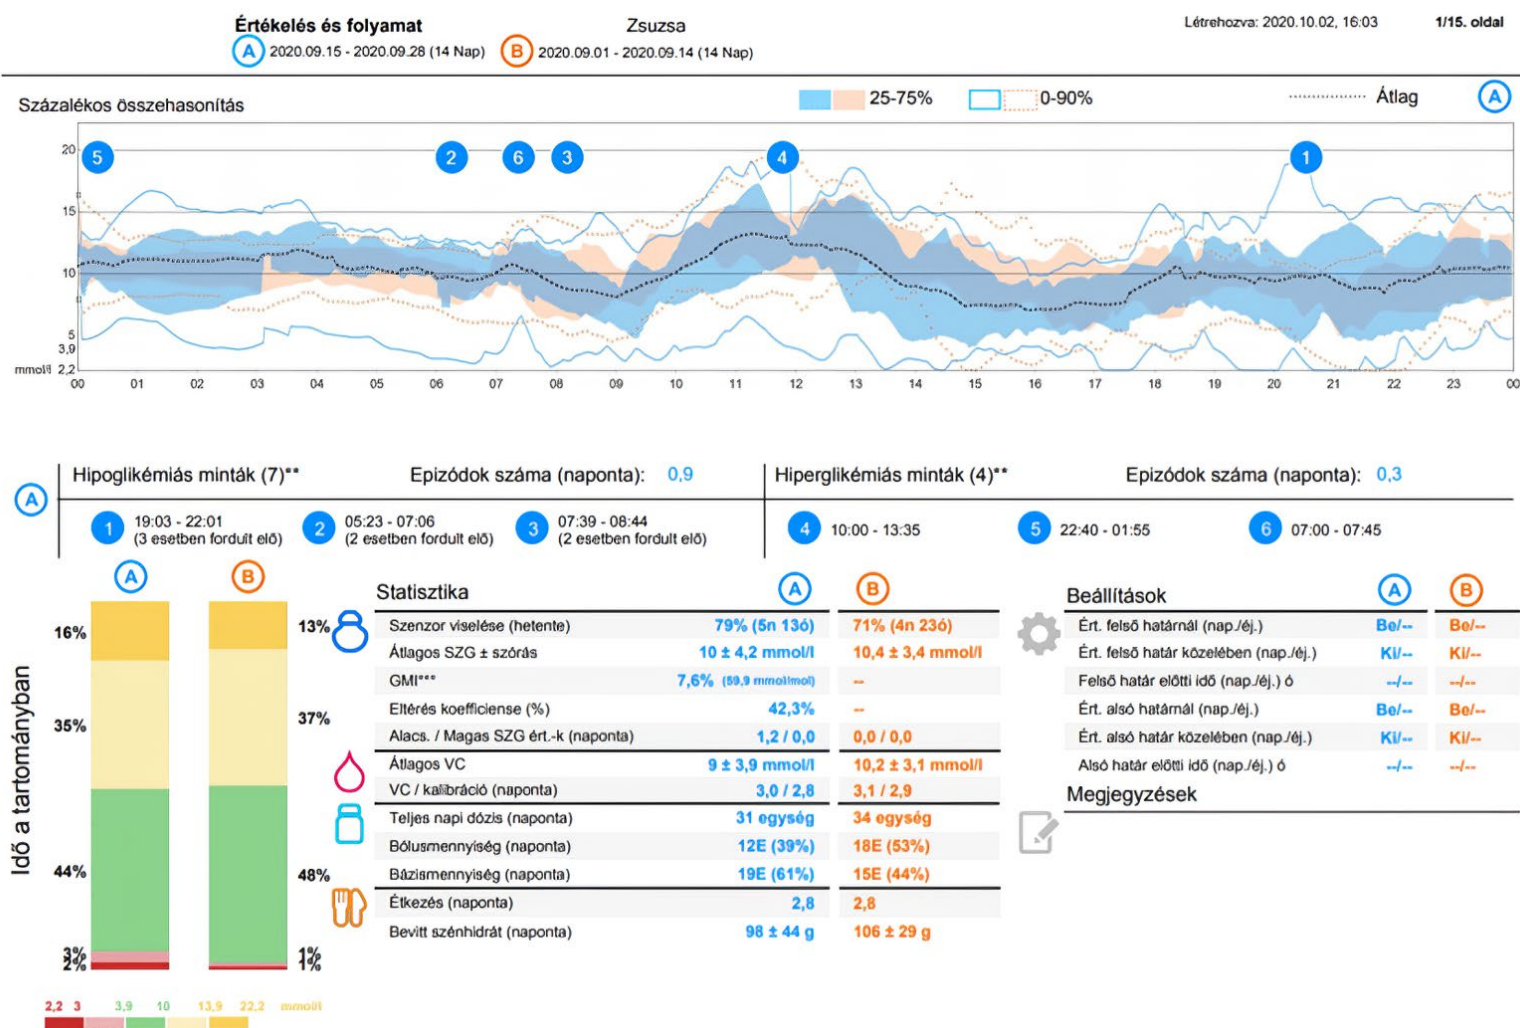 Értékelés és folyamat
Zsuzsa
Létrehozva: 2020.10.02, 16:03
1/15. oldal
A 2020.09.15 - 2020.09.28 (14 Nap)
B 2020.09.01 - 2020.09.14 (14 Nap)
Százalékos összehasonítás
25-75%
0-90%
Átlag
A
20
15
10
5
3,9
mmol/l 2,2
5 2 6 3 4 1
00 01 02 03 04 05 06 07 08 09 10 11 12 13 14 15 16 17 18 19 20 21 22 23 00
A
Hipoglikémiás minták (7)**
Epizódok száma (naponta): 0,9
Hiperglikémiás minták (4)**
Epizódok száma (naponta): 0,3
1 19:03 - 22:01
(3 esetben fordult elő)
2 05:23 - 07:06
(2 esetben fordult elő)
3 07:39 - 08:44
(2 esetben fordult elő)
4 10:00 - 13:35
5 22:40 - 01:55
6 07:00 - 07:45
Idő a tartományban
A B
16% 13%
35% 37%
44% 48%
3% 1%
2% 1%
2,2 3 3,9 10 13,9 22,2 mmol/l
Statisztika A B
Szenzor viselése (hetente) 79% (5n 13ó) 71% (4n 23ó)
Átlagos SZG ± szórás 10 ± 4,2 mmol/l 10,4 ± 3,4 mmol/l
GMI*** 7,6% (59,9 mmol/mol) --
Eltérés koefficiense (%) 42,3% --
Alacs. / Magas SZG ért.-k (naponta) 1,2 / 0,0 0,0 / 0,0
Átlagos VC 9 ± 3,9 mmol/l 10,2 ± 3,1 mmol/l
VC / kalibráció (naponta) 3,0 / 2,8 3,1 / 2,9
Teljes napi dózis (naponta) 31 egység 34 egység
Bólusmennyiség (naponta) 12E (39%) 18E (53%)
Bázismennyiség (naponta) 19E (61%) 15E (44%)
Étkezés (naponta) 2,8 2,8
Bevitt szénhidrát (naponta) 98 ± 44 g 106 ± 29 g
Beállítások A B
Ért. felső határnál (nap./éj.) Be/-- Be/--
Ért. felső határ közelében (nap./éj.) Ki/-- Ki/--
Felső határ előtti idő (nap./éj.) ó --/-- --/--
Ért. alsó határnál (nap./éj.) Be/-- Be/--
Ért. alsó határ közelében (nap./éj.) Ki/-- Ki/--
Alsó határ előtti idő (nap./éj.) ó --/-- --/--
Megjegyzések